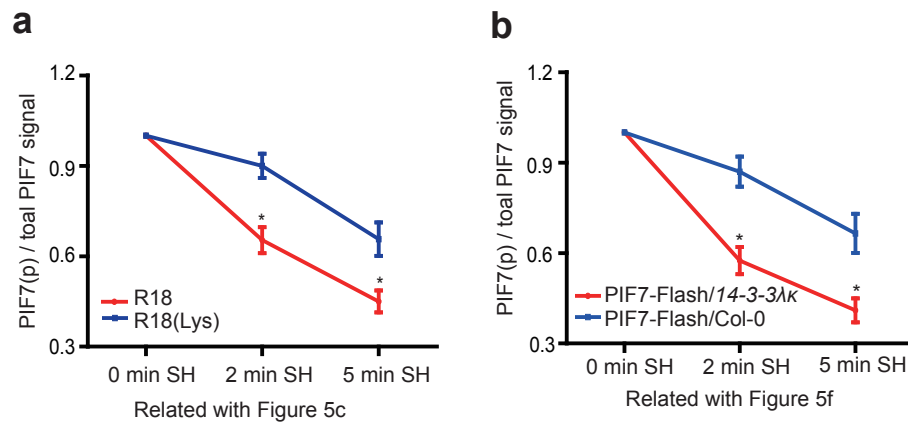 a
PIF7(p) / toal PIF7 signal
1.2
0.9
0.6
0.3
*
*
R18
R18(Lys)
0 min SH 2 min SH 5 min SH
Related with Figure 5c
b
PIF7(p) / toal PIF7 signal
1.2
0.9
0.6
0.3
*
*
PIF7-Flash/14-3-3λκ
PIF7-Flash/Col-0
0 min SH 2 min SH 5 min SH
Related with Figure 5f